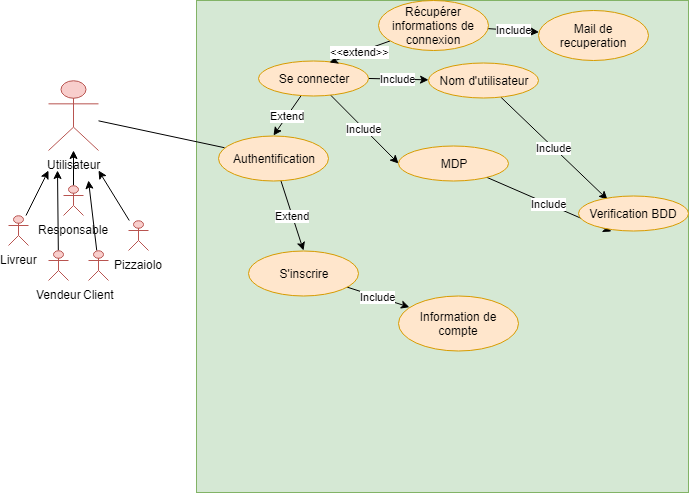 Récupérer
informations de
connexion
Include
Mail de
recuperation
<<extend>>
Se connecter
Include
Nom d'utilisateur
Extend
Include
Include
Utilisateur
Authentification
MDP
Include
Verification BDD
Extend
Responsable
Livreur
Pizzaiolo
S'inscrire
Vendeur
Client
Include
Information de
compte